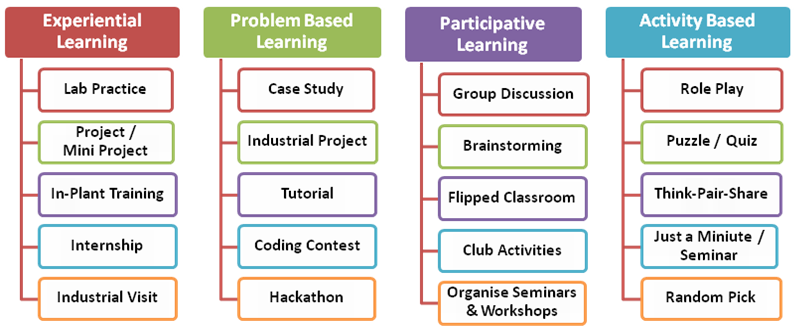 Experiential
Learning
Lab Practice
Project /
Mini Project
In-Plant Training
Internship
Industrial Visit
Problem Based
Learning
Case Study
Industrial Project
Tutorial
Coding Contest
Hackathon
Participative
Learning
Group Discussion
Brainstorming
Flipped Classroom
Club Activities
Organise Seminars
& Workshops
Activity Based
Learning
Role Play
Puzzle / Quiz
Think-Pair-Share
Just a Miniute /
Seminar
Random Pick